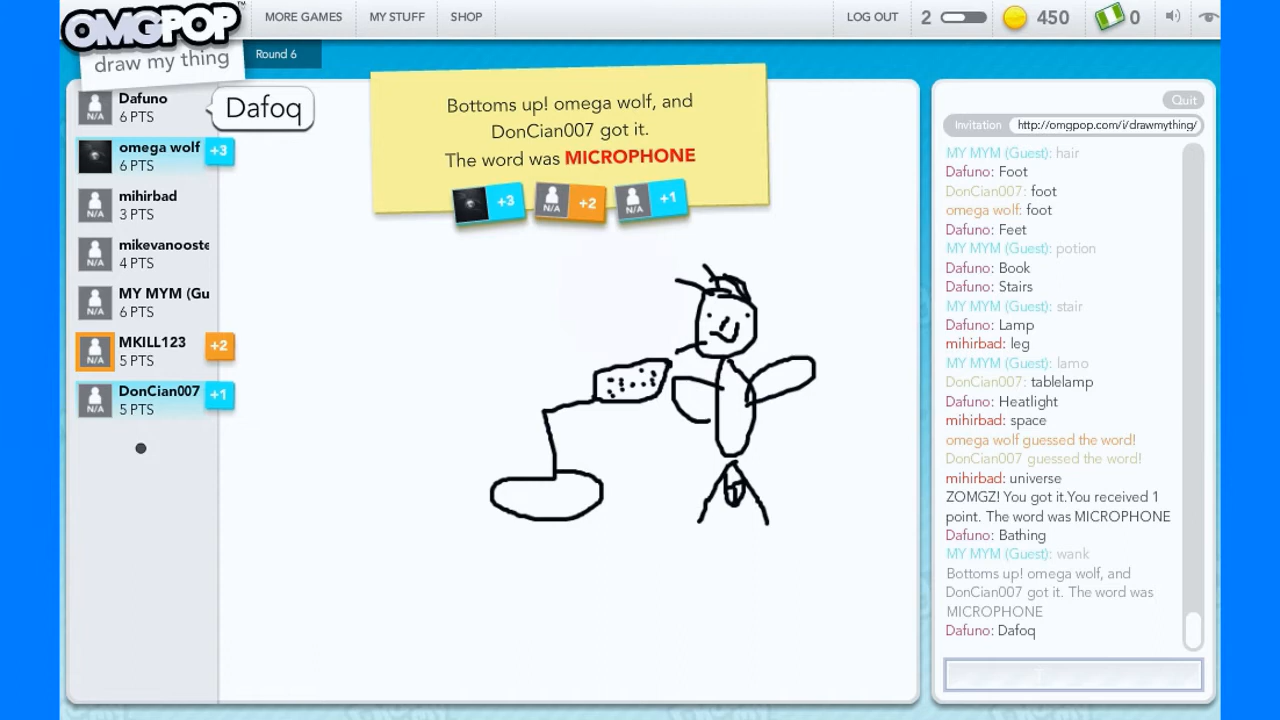 OMGPOP™
draw my thing
MORE GAMES
MY STUFF
SHOP
LOG OUT
2
450
0
Round 6
Dafuno
6 PTS
Dafoq
omega wolf
6 PTS
+3
mihirbad
3 PTS
N/A
mikevanooste
4 PTS
N/A
MY MYM (Gu
6 PTS
N/A
MKILL123
5 PTS
N/A
+2
DonCian007
5 PTS
N/A
+1
Bottoms up! omega wolf, and
DonCian007 got it.
The word was MICROPHONE
+3
N/A
+2
N/A
+1
Quit
Invitation http://omgpop.com/i/drawmything/
MY MYM (Guest): hair
Dafuno: Foot
DonCian007: foot
omega wolf: foot
Dafuno: Feet
MY MYM (Guest): potion
Dafuno: Book
Dafuno: Stairs
MY MYM (Guest): stair
Dafuno: Lamp
mihirbad: leg
MY MYM (Guest): lamo
DonCian007: tablelamp
Dafuno: Heatlight
mihirbad: space
omega wolf guessed the word!
DonCian007 guessed the word!
mihirbad: universe
ZOMGZ! You got it.You received 1
point. The word was MICROPHONE
Dafuno: Bathing
MY MYM (Guest): wank
Bottoms up! omega wolf, and
DonCian007 got it. The word was
MICROPHONE
Dafuno: Dafoq